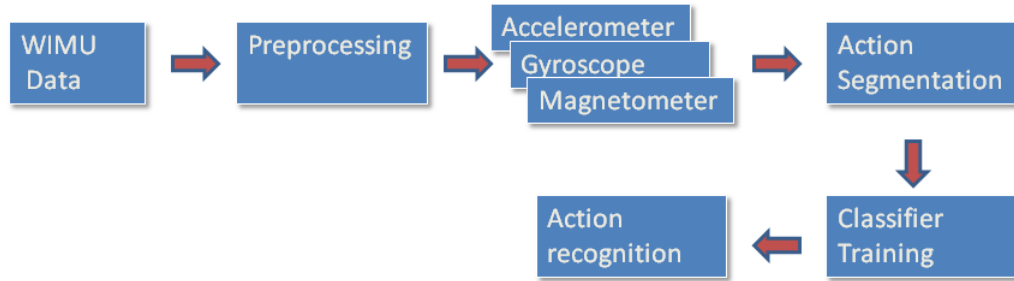 WIMU
Data
Preprocessing
Accelerometer
Gyroscope
Magnetometer
Action
Segmentation
Classifier
Training
Action
recognition